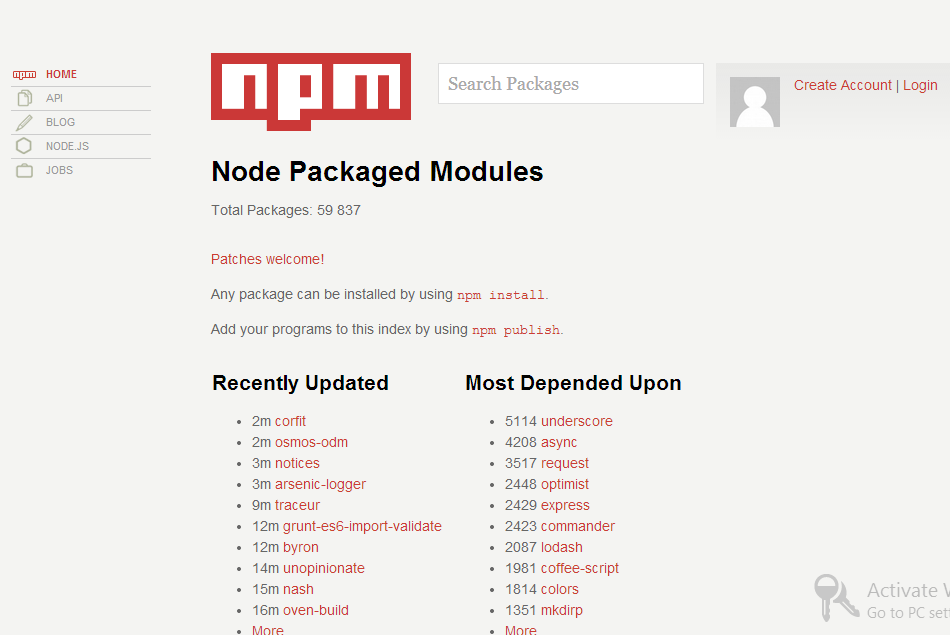 HOME
API
BLOG
NODE.JS
JOBS
npm
Search Packages
Create Account | Login
Node Packaged Modules
Total Packages: 59 837
Patches welcome!
Any package can be installed by using npm install.
Add your programs to this index by using npm publish.
Recently Updated
2m corfit
2m osmos-odm
3m notices
3m arsenic-logger
9m traceur
12m grunt-es6-import-validate
12m byron
14m unopinionate
15m nash
16m oven-build
More
Most Depended Upon
5114 underscore
4208 async
3517 request
2448 optimist
2429 express
2423 commander
2087 lodash
1981 coffee-script
1814 colors
1351 mkdirp
More
Activate W
Go to PC sett